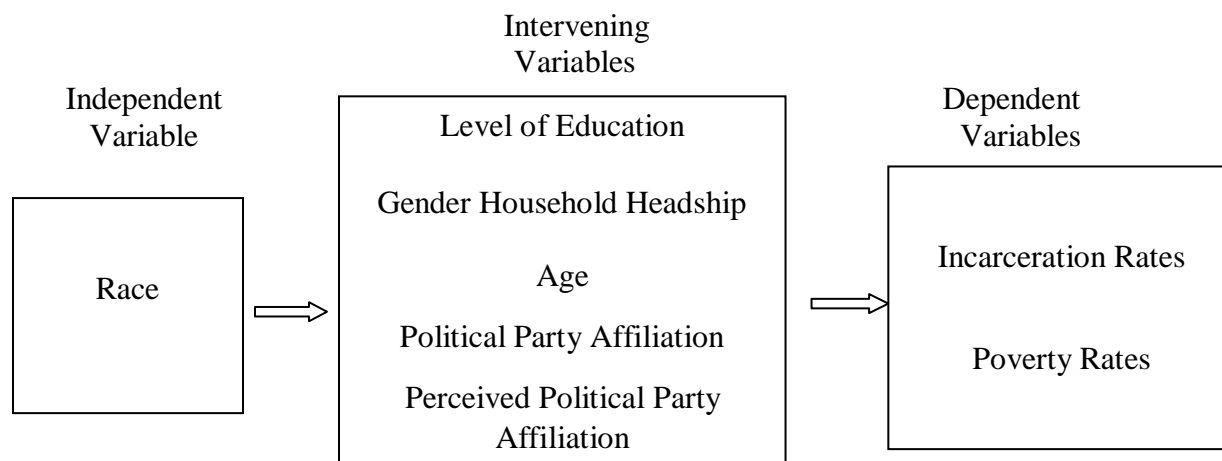 Independent
Variable
Race
Intervening
Variables
Level of Education
Gender Household Headship
Age
Political Party Affiliation
Perceived Political Party
Affiliation
Dependent
Variables
Incarceration Rates
Poverty Rates